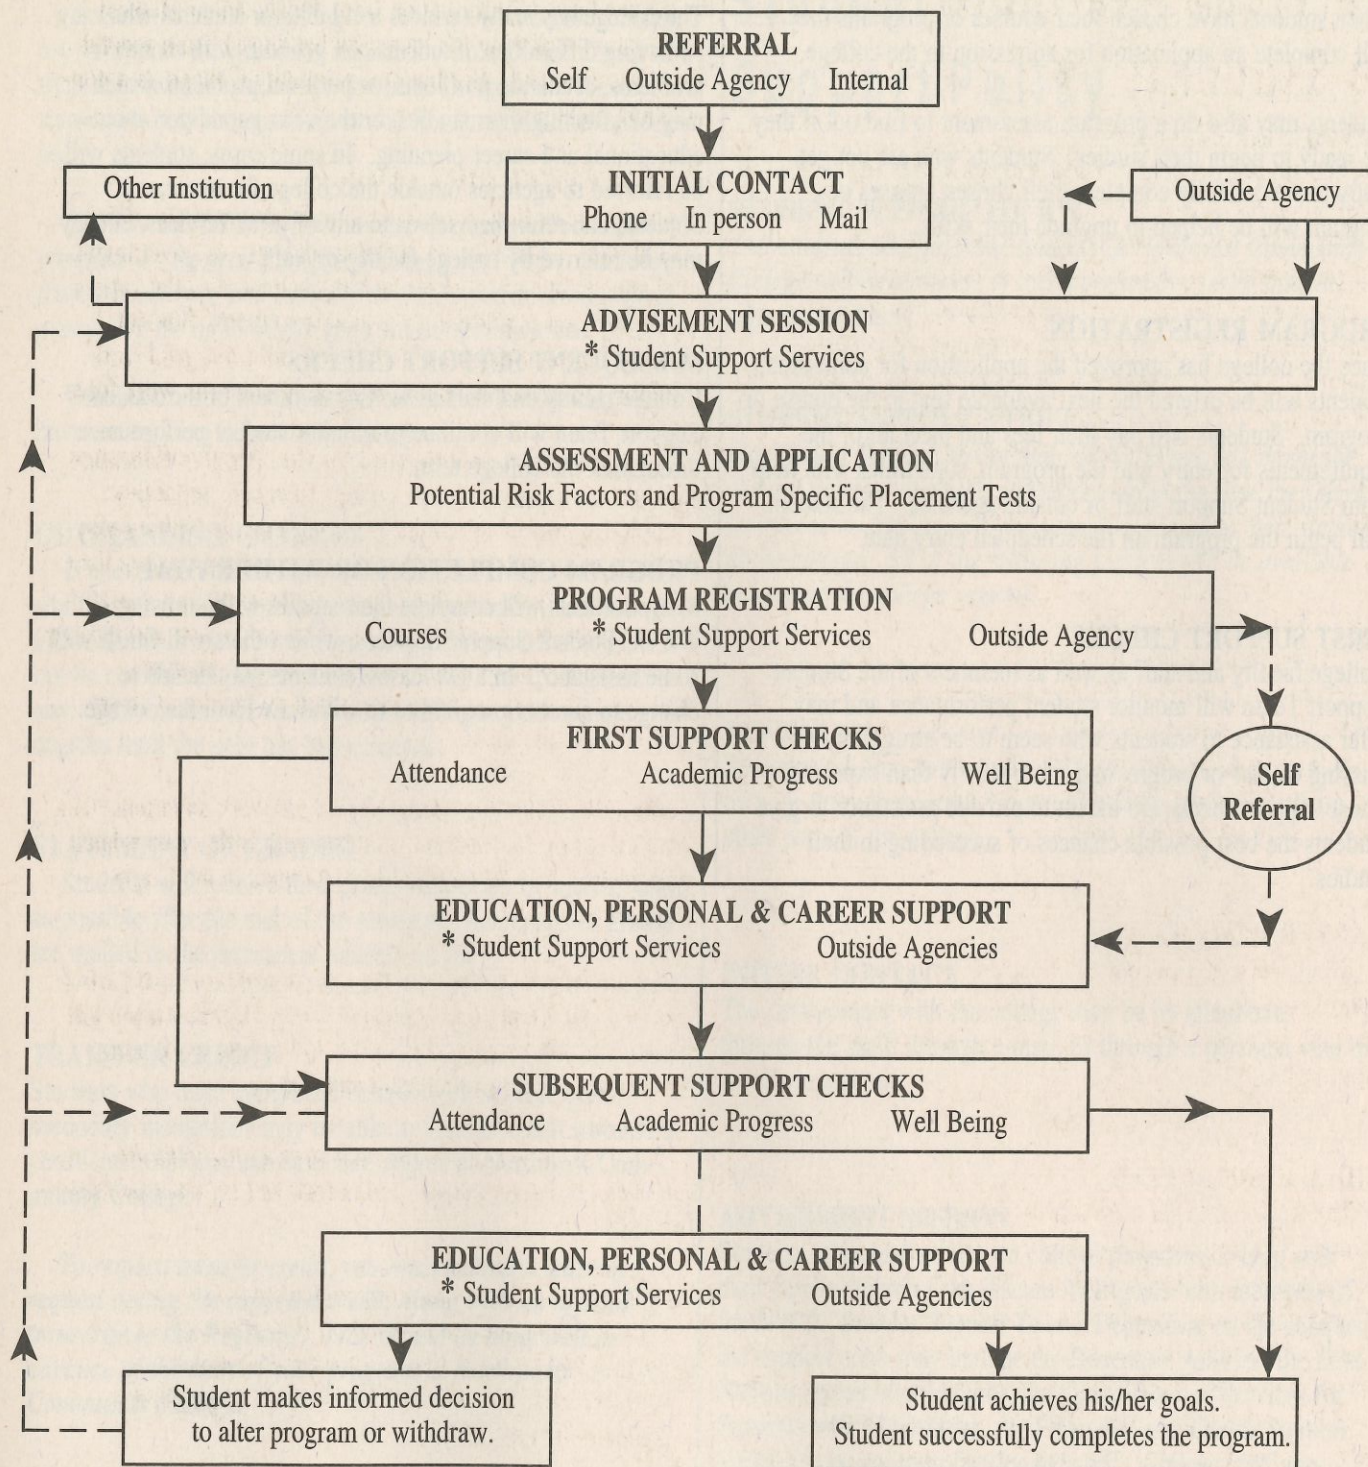 REFERRAL
Self Outside Agency Internal
INITIAL CONTACT
Phone In person Mail
Other Institution
Outside Agency
ADVISEMENT SESSION
* Student Support Services
ASSESSMENT AND APPLICATION
Potential Risk Factors and Program Specific Placement Tests
PROGRAM REGISTRATION
Courses * Student Support Services Outside Agency
FIRST SUPPORT CHECKS
Attendance Academic Progress Well Being
Self
Referral
EDUCATION, PERSONAL & CAREER SUPPORT
* Student Support Services Outside Agencies
SUBSEQUENT SUPPORT CHECKS
Attendance Academic Progress Well Being
EDUCATION, PERSONAL & CAREER SUPPORT
* Student Support Services Outside Agencies
Student makes informed decision
to alter program or withdraw.
Student achieves his/her goals.
Student successfully completes the program.